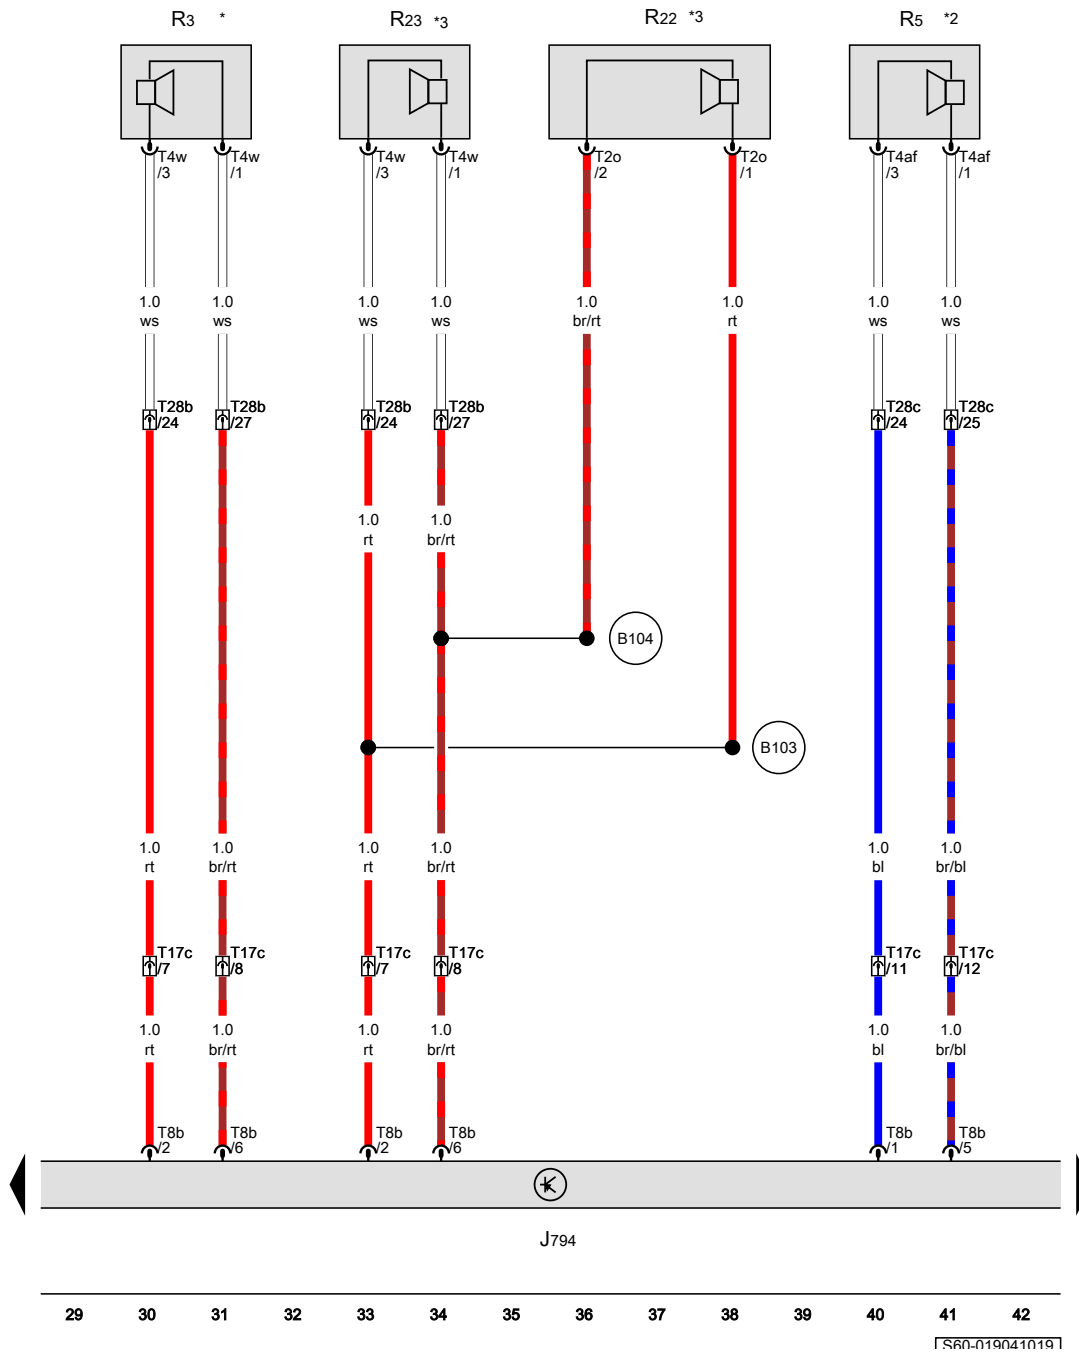 R3 * R23 *3 R22 *3 R5 *2
T4w T4w T4w T4w T2o T2o T4af T4af
/3 /1 /3 /1 /2 /1 /3 /1
1.0 1.0 1.0 1.0 1.0 1.0 1.0 1.0
ws ws ws ws br/rt rt ws ws
T28b T28b T28b T28b T28c T28c
/24 /27 /24 /27 /24 /25
1.0 1.0
rt br/rt
B104
B103
1.0 1.0 1.0 1.0 1.0 1.0
rt br/rt rt br/rt bl br/bl
T17c T17c T17c T17c T17c T17c
/7 /8 /7 /8 /11 /12
1.0 1.0 1.0 1.0 1.0 1.0
rt br/rt rt br/rt bl br/bl
T8b T8b T8b T8b T8b T8b
/2 /6 /2 /6 /1 /5
J794
29 30 31 32 33 34 35 36 37 38 39 40 41 42
S60-019041019